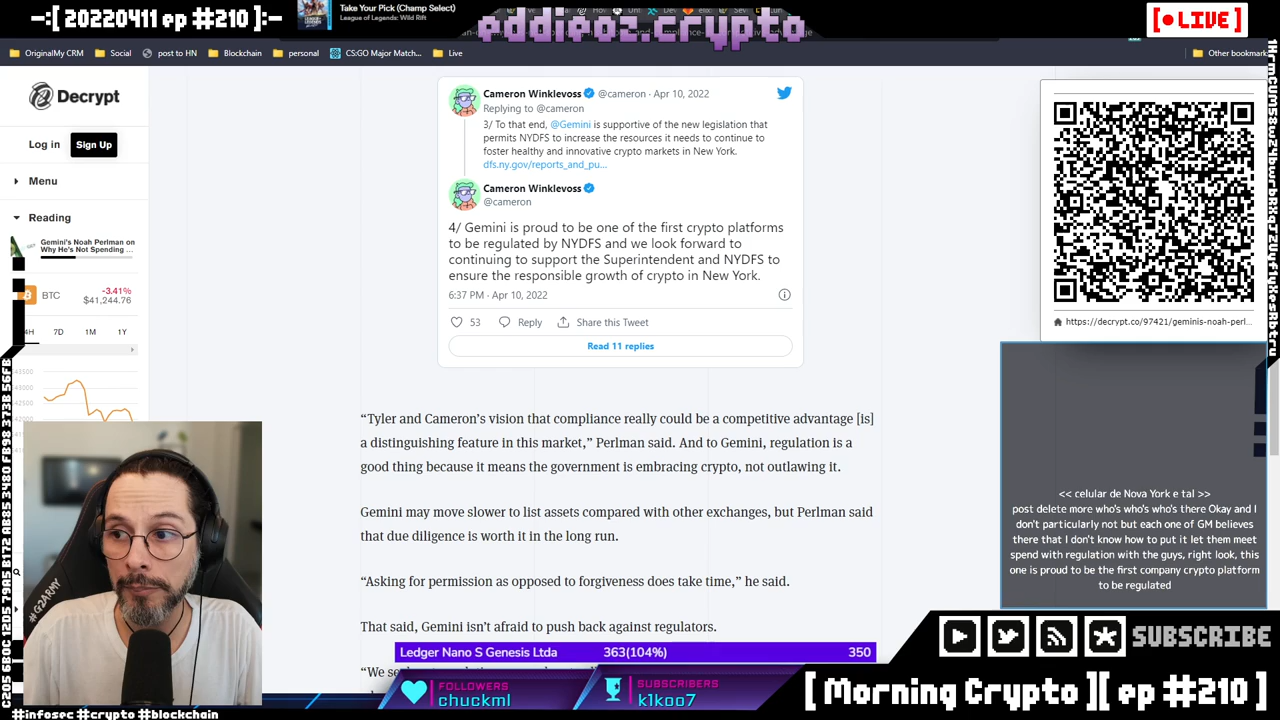 -:[ 20220411 ep #210 ]:-
Take Your Pick (Champ Select)
League of Legends: Wild Rift
eddieoz.crypto
[ ● LIVE ]
OriginalMy CRM
Social
post to HN
Blockchain
personal
CS:GO Major Match...
Live
Other bookmark
Decrypt
Log in
Sign Up
Menu
Reading
Gemini's Noah Perlman on
Why He's Not Spending ...
BTC
-3.41%
$41,244.76
4H
7D
1M
1Y
43500
42000
Cameron Winklevoss @cameron · Apr 10, 2022
Replying to @cameron
3/ To that end, @Gemini is supportive of the new legislation that
permits NYDFS to increase the resources it needs to continue to
foster healthy and innovative crypto markets in New York.
dfs.ny.gov/reports_and_pu...
Cameron Winklevoss
@cameron
4/ Gemini is proud to be one of the first crypto platforms
to be regulated by NYDFS and we look forward to
continuing to support the Superintendent and NYDFS to
ensure the responsible growth of crypto in New York.
6:37 PM · Apr 10, 2022
53
Reply
Share this Tweet
Read 11 replies
“Tyler and Cameron’s vision that compliance really could be a competitive advantage [is]
a distinguishing feature in this market,” Perlman said. And to Gemini, regulation is a
good thing because it means the government is embracing crypto, not outlawing it.
Gemini may move slower to list assets compared with other exchanges, but Perlman said
that due diligence is worth it in the long run.
“Asking for permission as opposed to forgiveness does take time,” he said.
That said, Gemini isn’t afraid to push back against regulators.
“We
https://decrypt.co/97421/geminis-noah-perl...
<< celular de Nova York e tal >>
post delete more who's who's who's there Okay and I
don't particularly not but each one of GM believes
there that I don't know how to put it let them meet
spend with regulation with the guys, right look, this
one is proud to be the first company crypto platform
to be regulated
Ledger Nano S Genesis Ltda
363(104%)
350
FOLLOWERS
chuckml
SUBSCRIBERS
k1koo7
SUBSCRIBE
[ Morning Crypto ][ ep #210 ]
#infosec #crypto #blockchain